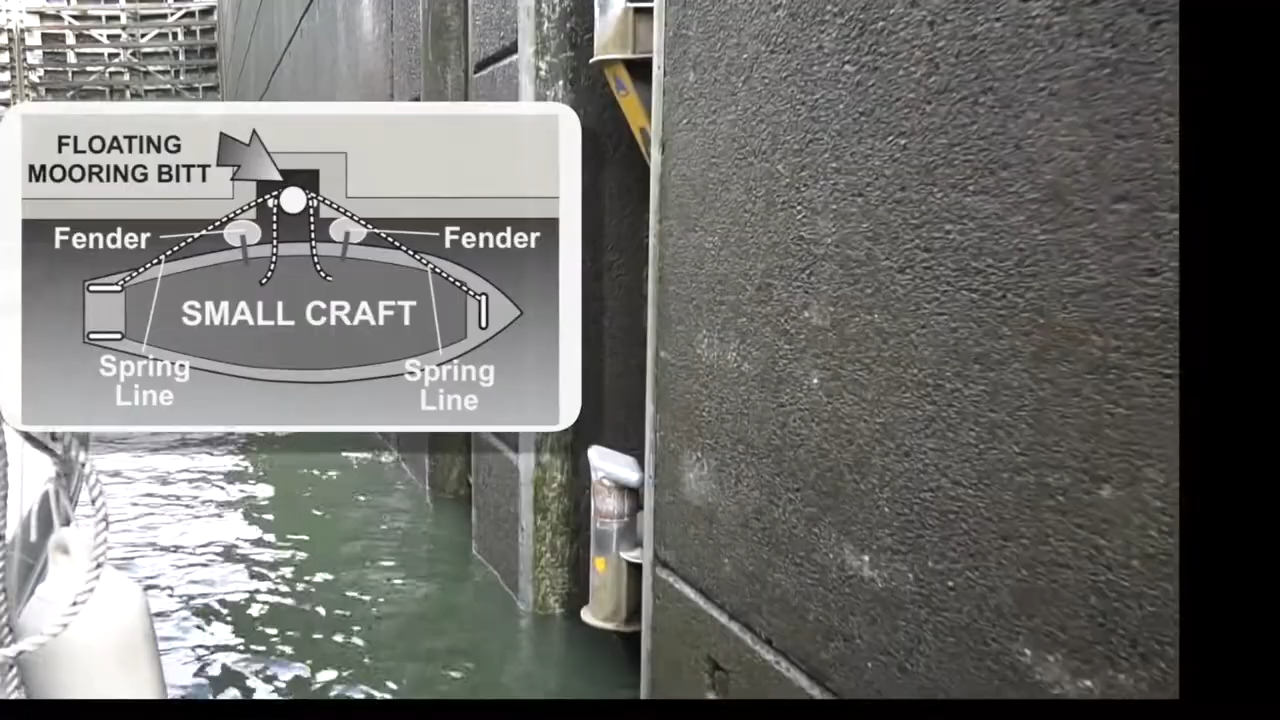 FLOATING
MOORING BITT
Fender
Fender
SMALL CRAFT
Spring
Line
Spring
Line